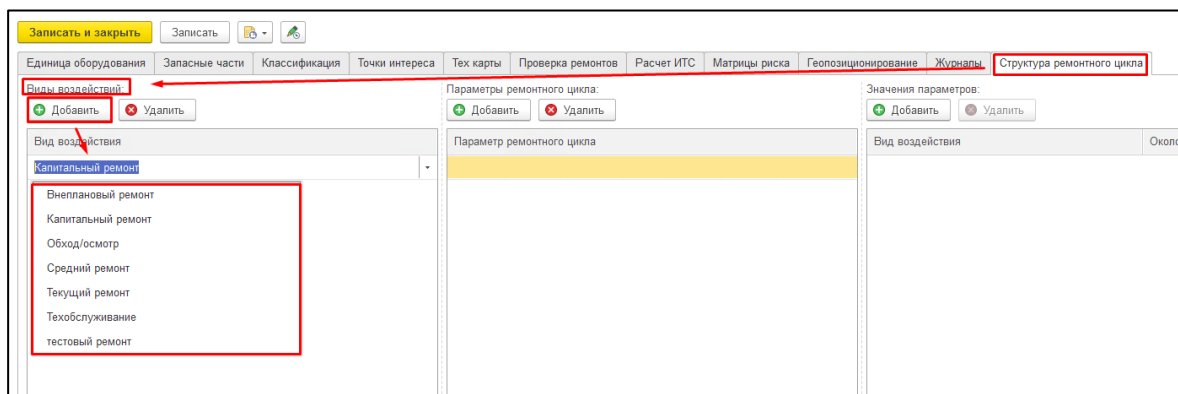 Записать и закрыть Записать
Единица оборудования Запасные части Классификация Точки интереса Тех карты Проверка ремонтов Расчет ИТС Матрицы риска Геопозиционирование Журналы Структура ремонтного цикла
Виды воздействий: Параметры ремонтного цикла: Значения параметров:
Добавить Удалить Добавить Удалить Добавить Удалить
Вид воздействия Параметр ремонтного цикла Вид воздействия Около
Капитальный ремонт
Внеплановый ремонт
Капитальный ремонт
Обход/осмотр
Средний ремонт
Текущий ремонт
Техобслуживание
тестовый ремонт